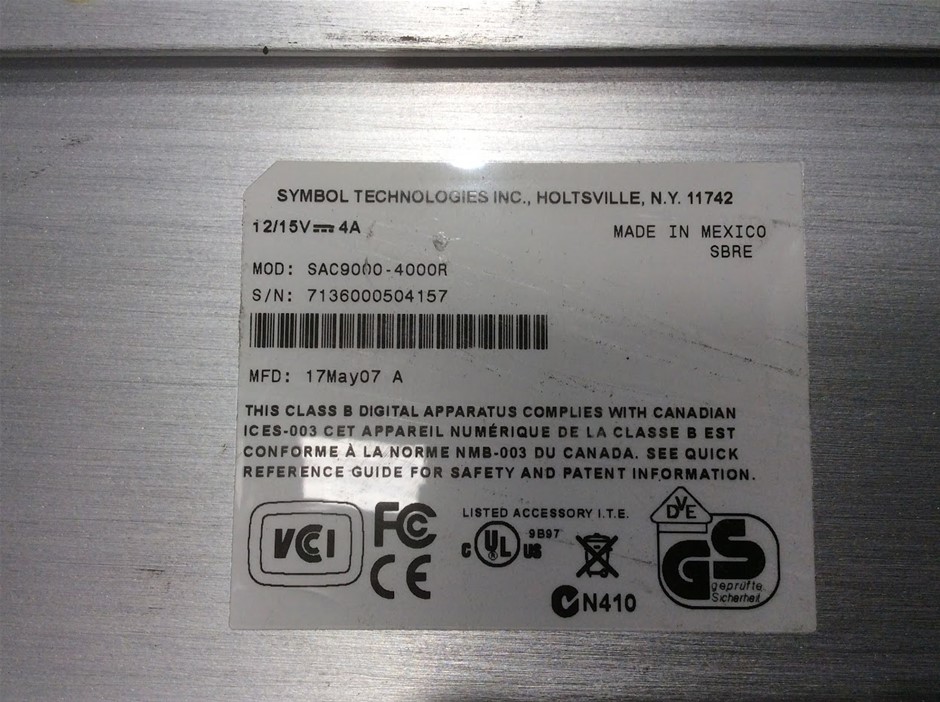 SYMBOL TECHNOLOGIES INC., HOLTSVILLE, N.Y. 11742
12/15V⎓ 4A
MADE IN MEXICO
SBRE
MOD: SAC9000-4000R
S/N: 7136000504157
MFD: 17May07 A
THIS CLASS B DIGITAL APPARATUS COMPLIES WITH CANADIAN
ICES-003 CET APPAREIL NUMÉRIQUE DE LA CLASSE B EST
CONFORME À LA NORME NMB-003 DU CANADA. SEE QUICK
REFERENCE GUIDE FOR SAFETY AND PATENT INFORMATION.
VCI
FC
CE
LISTED ACCESSORY I.T.E.
C UL US
9B97
N410
DVE
GS
geprüfte
Sicherheit